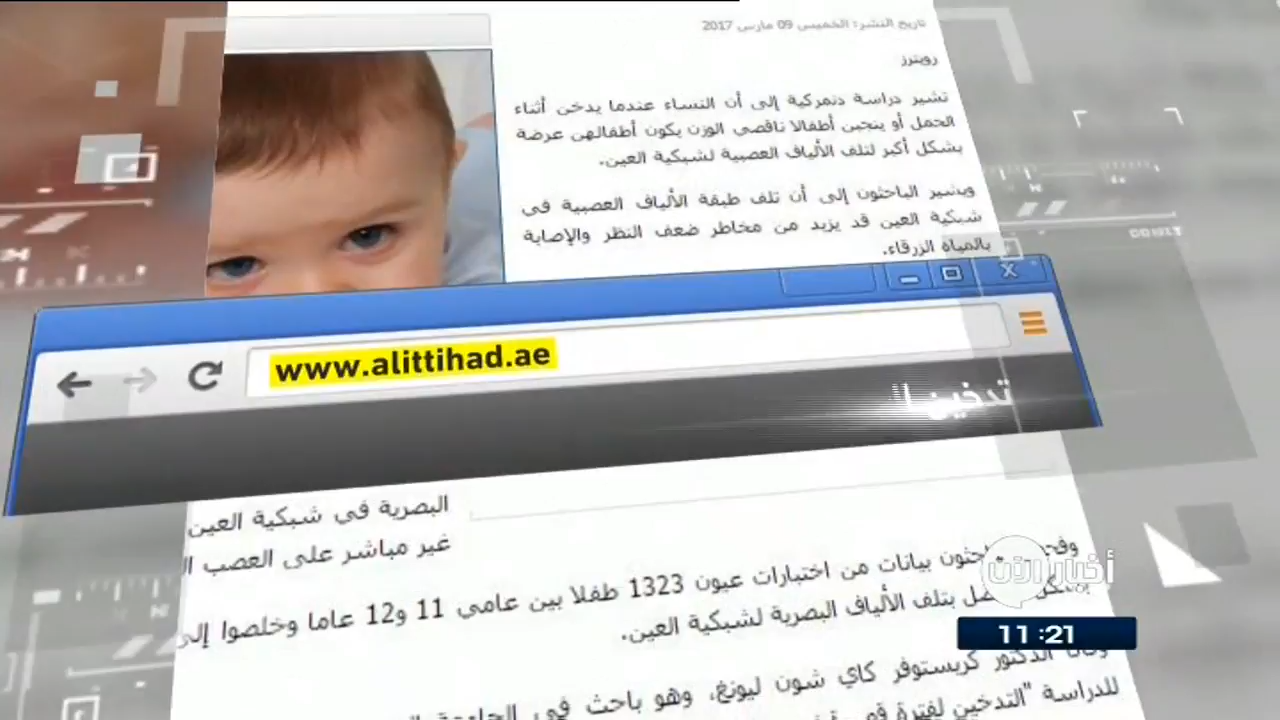 تاريخ النشر: الخميس 09 مارس 2017
رويترز
تشير دراسة دنمركية إلى أن النساء عندما يدخن أثناء
الحمل أو ينجبن أطفالا ناقصي الوزن يكون أطفالهن عرضة
بشكل أكبر لتلف الألياف العصبية لشبكية العين.
ويشير الباحثون إلى أن تلف طبقة الألياف العصبية في
شبكية العين قد يزيد من مخاطر ضعف النظر والإصابة
بالمياه الزرقاء.
www.alittihad.ae
تدخين
البصرية في شبكية العين
غير مباشر على العصب
بيانات من اختبارات عيون 1323 طفلا بين عامي 11 و12 عاما وخلصوا إلى
أخبار الآن
بتلف الألياف البصرية لشبكية العين.
11:21
الدكتور كريستوفر كاي شون ليونغ، وهو باحث في
للدراسة "التدخين لفترة